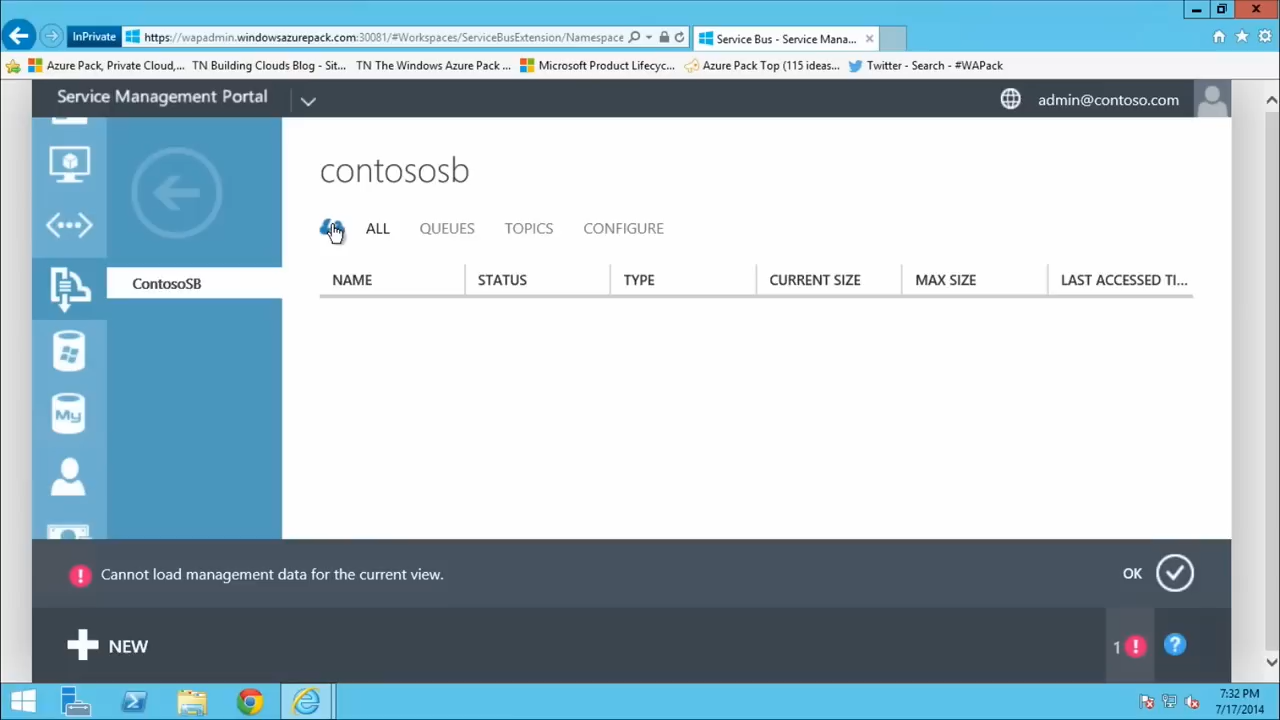 InPrivate
https://wapadmin.windowsazurepack.com:30081/#Workspaces/ServiceBusExtension/Namespace
Service Bus - Service Mana...
Azure Pack, Private Cloud,...
TN Building Clouds Blog - Sit...
TN The Windows Azure Pack ...
Microsoft Product Lifecyc...
Azure Pack Top (115 ideas...
Twitter - Search - #WAPack
Service Management Portal
admin@contoso.com
contososb
ALL QUEUES TOPICS CONFIGURE
NAME STATUS TYPE CURRENT SIZE MAX SIZE LAST ACCESSED TI...
ContosoSB
My
! Cannot load management data for the current view.
OK
NEW
1 !
?
7:32 PM
7/17/2014